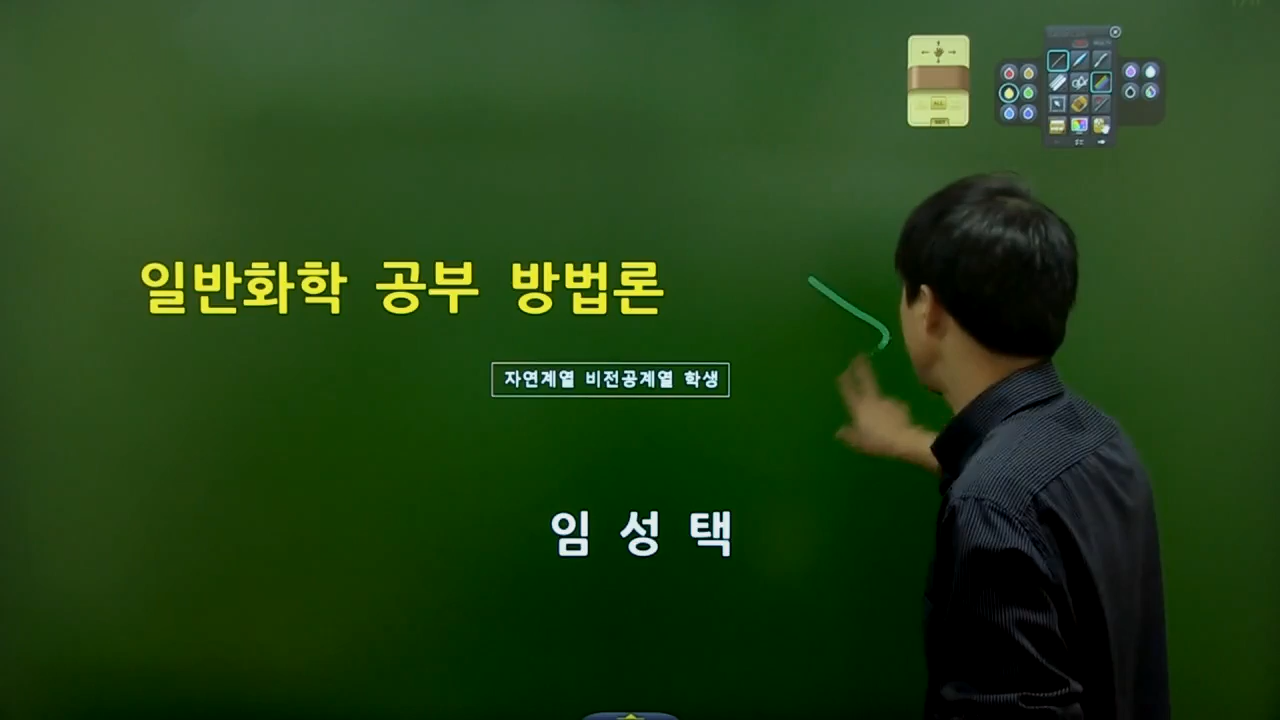 일반화학 공부 방법론
자연계열 비전공계열 학생
임 성 택